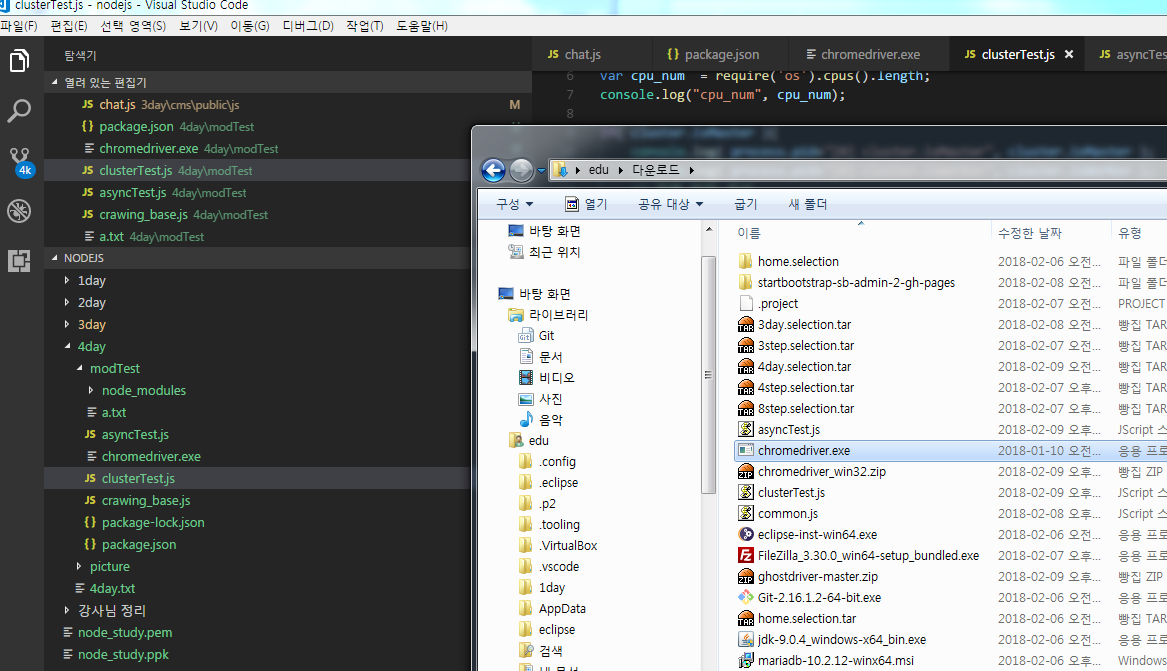 clusterTest.js - nodejs - Visual Studio Code
파일(F) 편집(E) 선택 영역(S) 보기(V) 이동(G) 디버그(D) 작업(T) 도움말(H)
탐색기
열려 있는 편집기
JS chat.js 3day\cms\public\js M
{} package.json 4day\modTest
chromedriver.exe 4day\modTest
JS clusterTest.js 4day\modTest
JS asyncTest.js 4day\modTest
JS crawing_base.js 4day\modTest
a.txt 4day\modTest
4k
NODEJS
1day
2day
3day
4day
modTest
node_modules
a.txt
JS asyncTest.js
chromedriver.exe
JS clusterTest.js
JS crawing_base.js
{} package-lock.json
{} package.json
picture
4day.txt
강사님 정리
node_study.pem
node_study.ppk
JS chat.js {} package.json chromedriver.exe JS clusterTest.js × JS asyncTes
6 var cpu_num = require('os').cpus().length;
7 console.log("cpu_num", cpu_num);
8
edu 다운로드
구성 열기 공유 대상 굽기 새 폴더
바탕 화면
최근 위치
바탕 화면
라이브러리
Git
문서
비디오
사진
음악
edu
.config
.eclipse
.p2
.tooling
.VirtualBox
.vscode
1day
AppData
eclipse
검색
이름 수정한 날짜 유형
home.selection 2018-02-06 오전... 파일 폴더
startbootstrap-sb-admin-2-gh-pages 2018-02-08 오전... 파일 폴더
.project 2018-02-07 오전... PROJECT
3day.selection.tar 2018-02-08 오전... 빵집 TAR
3step.selection.tar 2018-02-07 오전... 빵집 TAR
4day.selection.tar 2018-02-08 오후... 빵집 TAR
4step.selection.tar 2018-02-07 오후... 빵집 TAR
8step.selection.tar 2018-02-07 오후... 빵집 TAR
asyncTest.js 2018-02-09 오후... JScript 스
chromedriver.exe 2018-01-10 오전... 응용 프로
chromedriver_win32.zip 2018-02-09 오후... 빵집 ZIP
clusterTest.js 2018-02-09 오후... JScript 스
common.js 2018-02-08 오후... JScript 스
eclipse-inst-win64.exe 2018-02-06 오전... 응용 프로
FileZilla_3.30.0_win64-setup_bundled.exe 2018-02-07 오전... 응용 프로
ghostdriver-master.zip 2018-02-09 오후... 빵집 ZIP
Git-2.16.1.2-64-bit.exe 2018-02-06 오후... 응용 프로
home.selection.tar 2018-02-06 오전... 빵집 TAR
jdk-9.0.4_windows-x64_bin.exe 2018-02-06 오전... 응용 프로
mariadb-10.2.12-winx64.msi 2018-02-06 오후... Windows